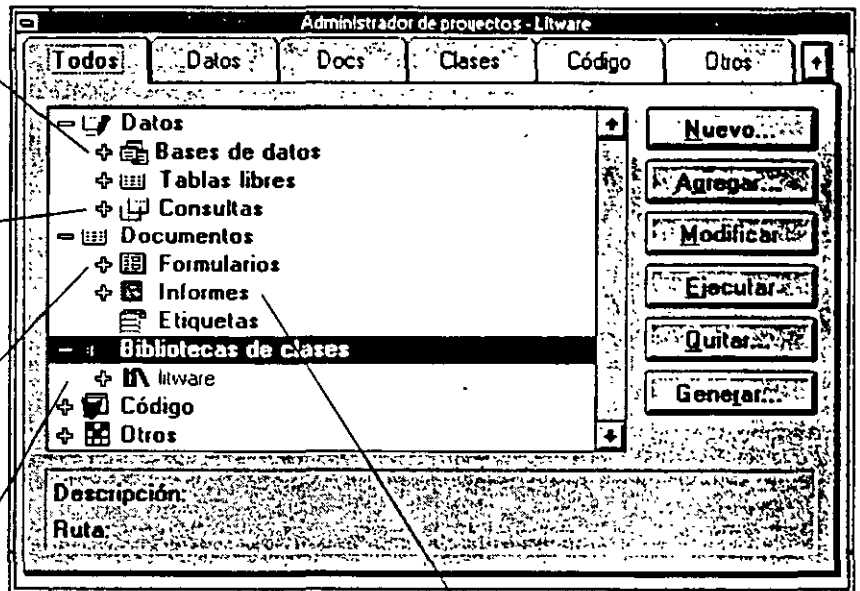 Administrador de proyectos - Litware
Todos Datos Docs Clases Código Otros
Datos
Bases de datos
Tablas libres
Consultas
Documentos
Formularios
Informes
Etiquetas
Bibliotecas de clases
litware
Código
Otros
Nuevo...
Agregar...
Modificar
Ejecutar
Quitar...
Generar...
Descripción:
Ruta: